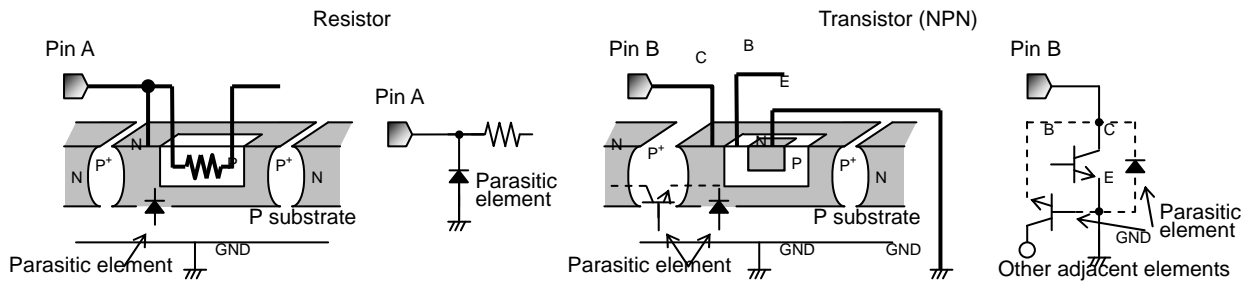 Resistor
Transistor (NPN)
Pin A
Pin B
C
B
E
Pin B
Pin A
N
P+
N
P
P+
N
Parasitic
element
P substrate
GND
Parasitic element
N
P+
N
P
P+
N
P substrate
GND
GND
Parasitic element
B
C
E
GND
Parasitic
element
Other adjacent elements